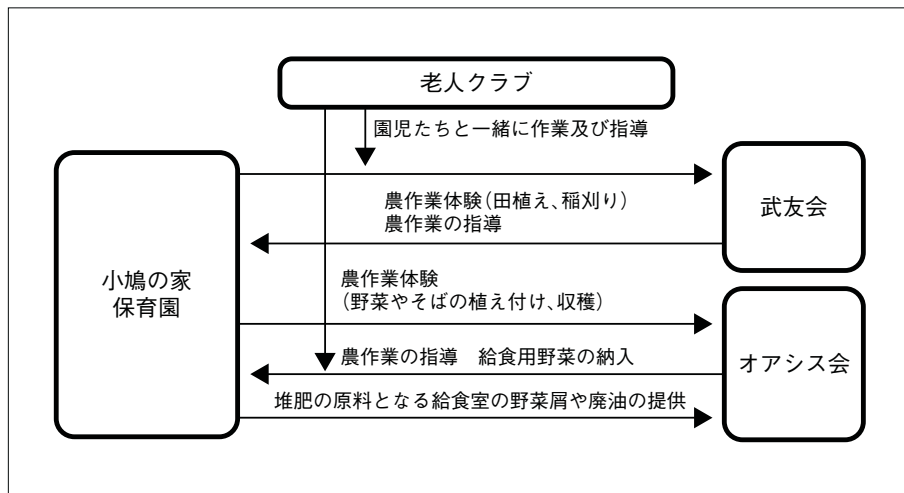 老人クラブ
園児たちと一緒に作業及び指導
農作業体験（田植え、稲刈り）
農作業の指導
武友会
小鳩の家
保育園
農作業体験
（野菜やそばの植え付け、収穫）
農作業の指導　給食用野菜の納入
オアシス会
堆肥の原料となる給食室の野菜屑や廃油の提供